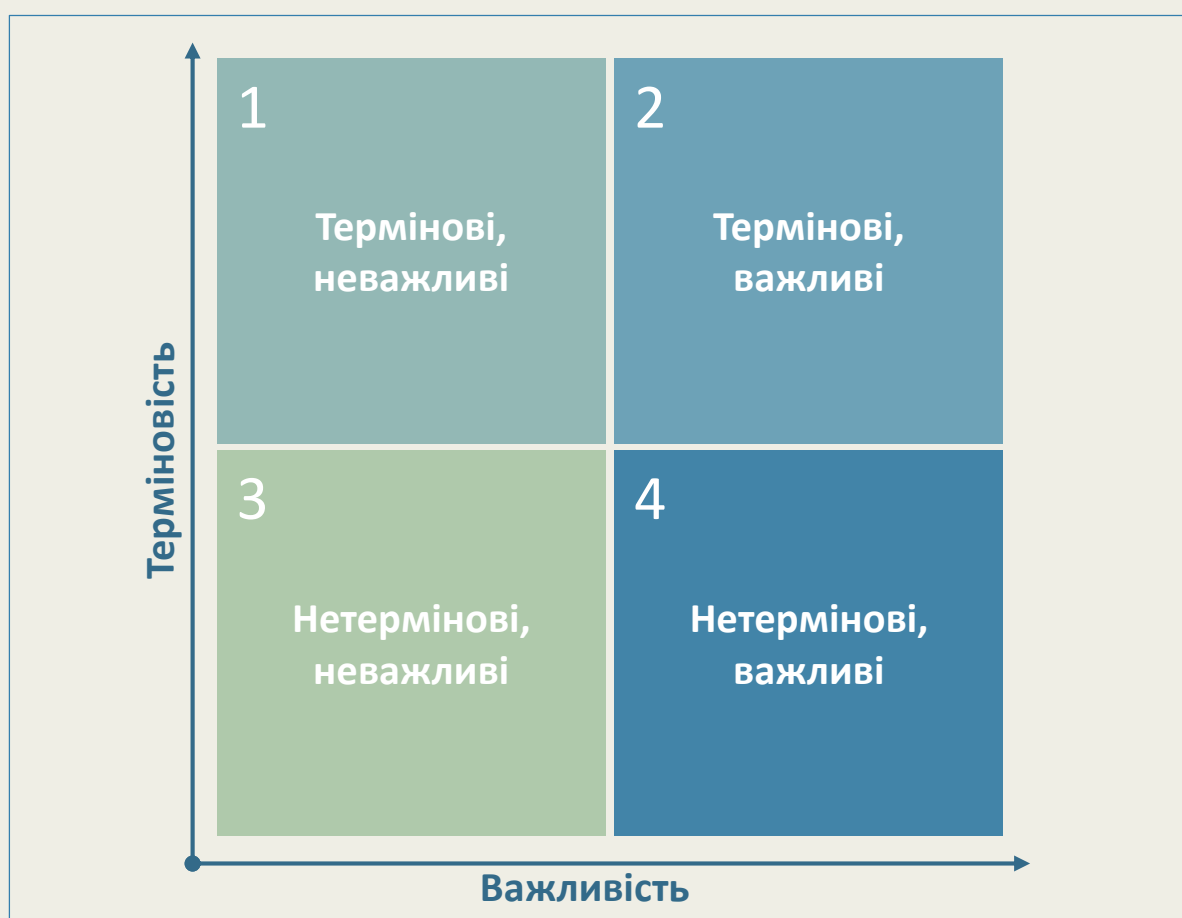 Терміновість
1
Термінові,
неважливі
2
Термінові,
важливі
3
Нетермінові,
неважливі
4
Нетермінові,
важливі
Важливість